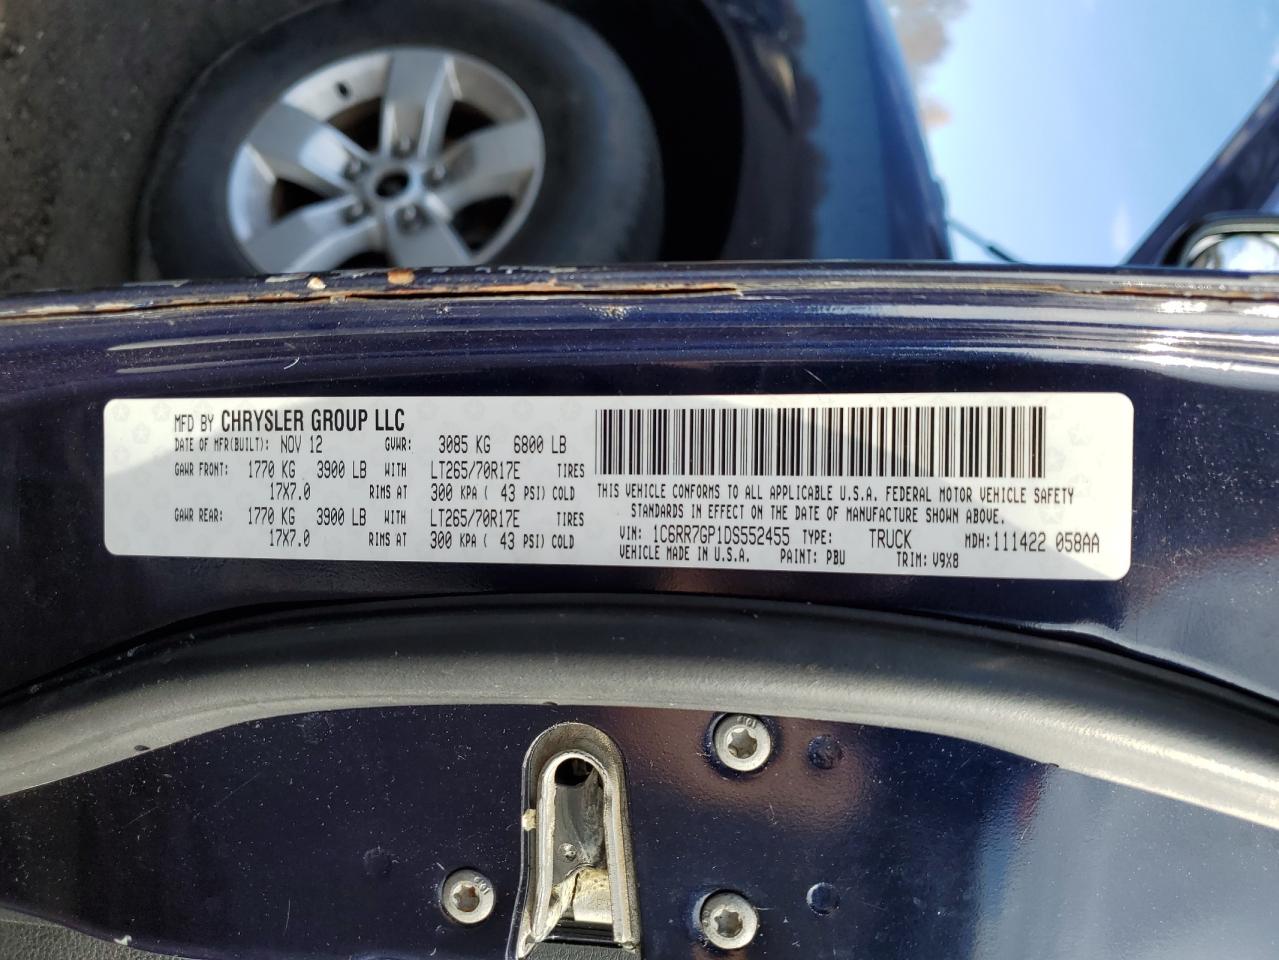 MFD BY CHRYSLER GROUP LLC
DATE OF MFR(BUILT): NOV 12 GVWR: 3085 KG 6800 LB
GAWR FRONT: 1770 KG 3900 LB WITH LT265/70R17E TIRES
17X7.0 RIMS AT 300 KPA ( 43 PSI) COLD
GAWR REAR: 1770 KG 3900 LB WITH LT265/70R17E TIRES
17X7.0 RIMS AT 300 KPA ( 43 PSI) COLD
THIS VEHICLE CONFORMS TO ALL APPLICABLE U.S.A. FEDERAL MOTOR VEHICLE SAFETY
STANDARDS IN EFFECT ON THE DATE OF MANUFACTURE SHOWN ABOVE.
VIN: 1C6RR7GP1DS552455 TYPE: TRUCK MDH: 111422 058AA
VEHICLE MADE IN U.S.A. PAINT: PBU TRIM: V9X8